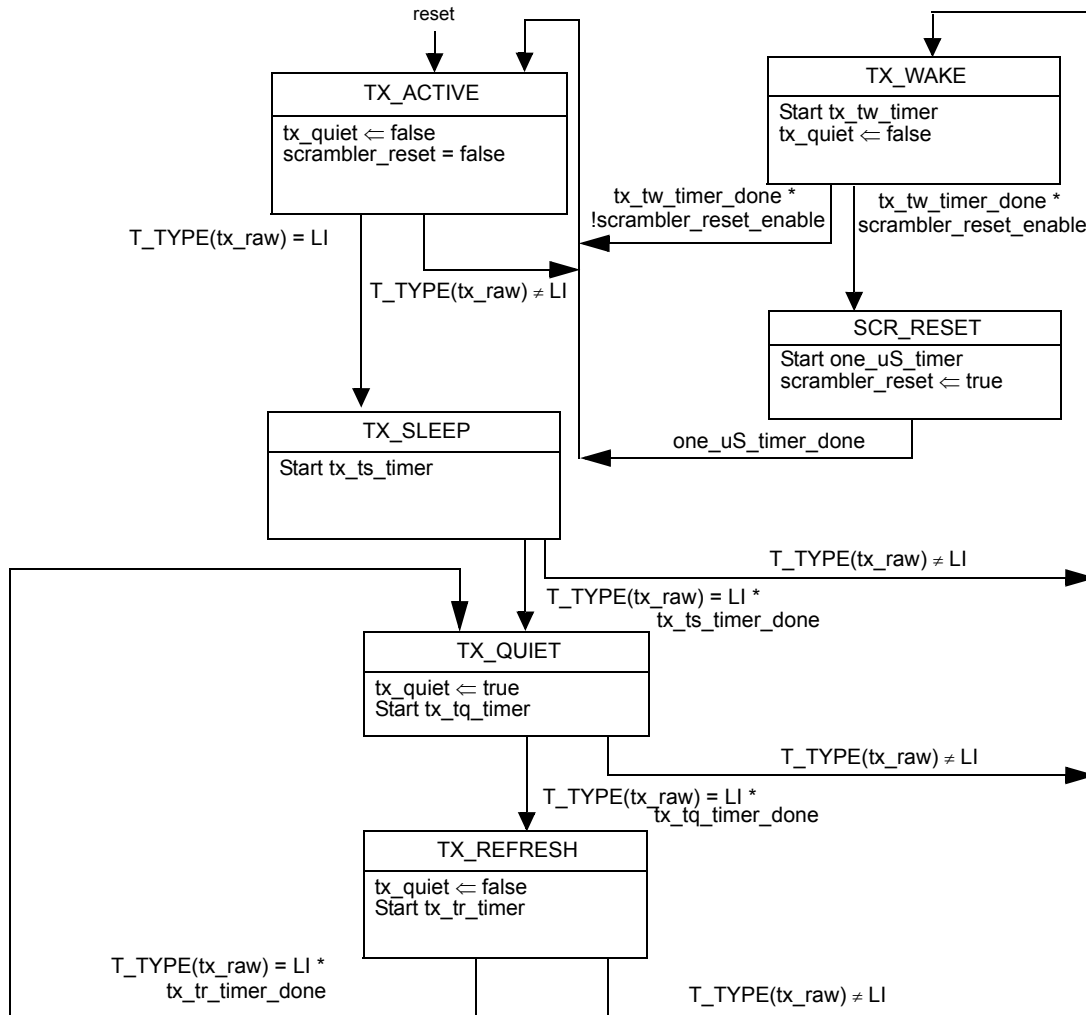 reset
TX_ACTIVE
tx_quiet ⇐ false
scrambler_reset = false
TX_WAKE
Start tx_tw_timer
tx_quiet ⇐ false
tx_tw_timer_done *
!scrambler_reset_enable
tx_tw_timer_done *
scrambler_reset_enable
T_TYPE(tx_raw) = LI
T_TYPE(tx_raw) ≠ LI
SCR_RESET
Start one_uS_timer
scrambler_reset ⇐ true
TX_SLEEP
Start tx_ts_timer
one_uS_timer_done
T_TYPE(tx_raw) ≠ LI
T_TYPE(tx_raw) = LI *
tx_ts_timer_done
TX_QUIET
tx_quiet ⇐ true
Start tx_tq_timer
T_TYPE(tx_raw) ≠ LI
T_TYPE(tx_raw) = LI *
tx_tq_timer_done
TX_REFRESH
tx_quiet ⇐ false
Start tx_tr_timer
T_TYPE(tx_raw) = LI *
tx_tr_timer_done
T_TYPE(tx_raw) ≠ LI